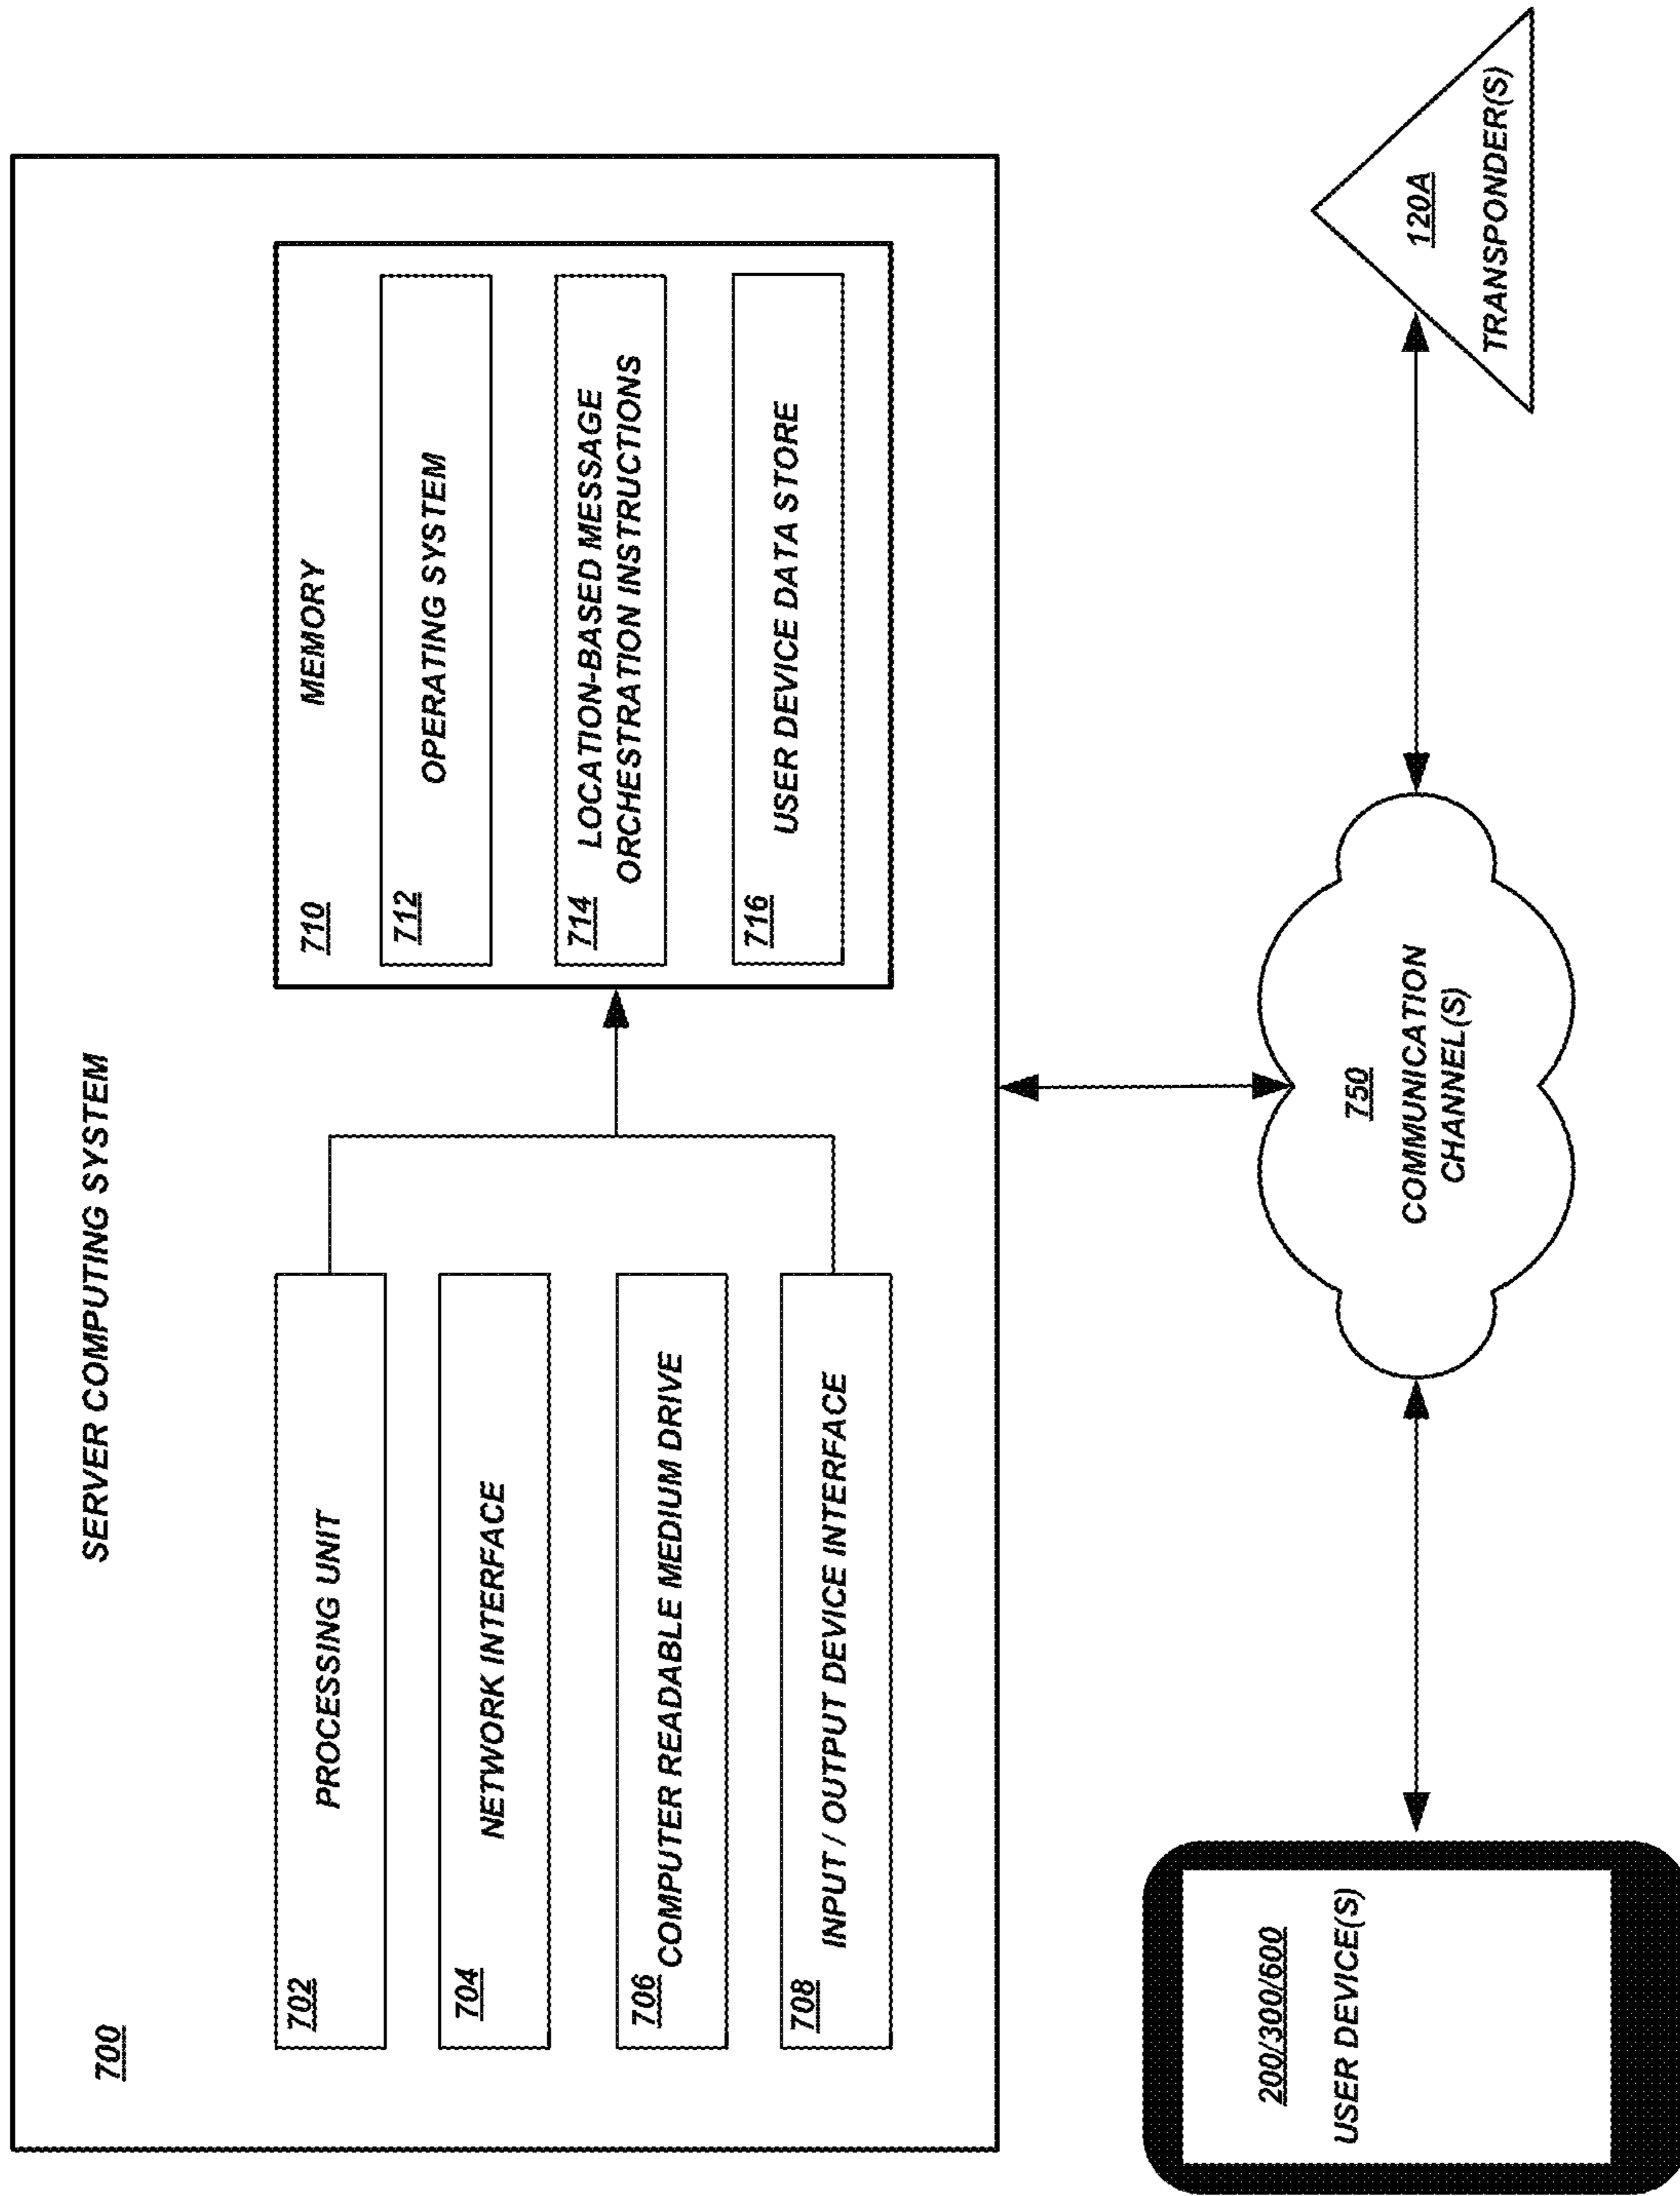 700
SERVER COMPUTING SYSTEM
702
PROCESSING UNIT
704
NETWORK INTERFACE
706
COMPUTER READABLE MEDIUM DRIVE
708
INPUT / OUTPUT DEVICE INTERFACE
710
MEMORY
712
OPERATING SYSTEM
714
LOCATION-BASED MESSAGE
ORCHESTRATION INSTRUCTIONS
716
USER DEVICE DATA STORE
200/300/600
USER DEVICE(S)
750
COMMUNICATION
CHANNEL(S)
120A
TRANSPONDER(S)